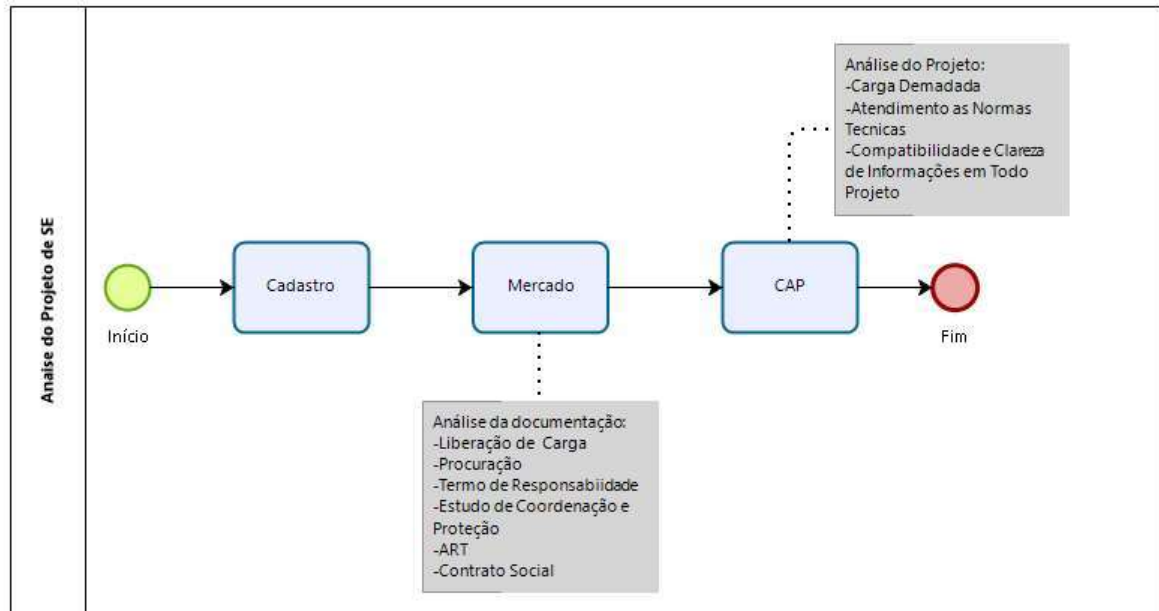 Anaise do Projeto de SE
Início
Cadastro
Mercado
CAP
Fim
Análise do Projeto:
-Carga Demadada
-Atendimento as Normas
Tecnicas
-Compatibilidade e Clareza
de Informações em Todo
Projeto
Análise da documentação:
-Liberação de Carga
-Procuração
-Termo de Responsabiidade
-Estudo de Coordenação e
Proteção
-ART
-Contrato Social